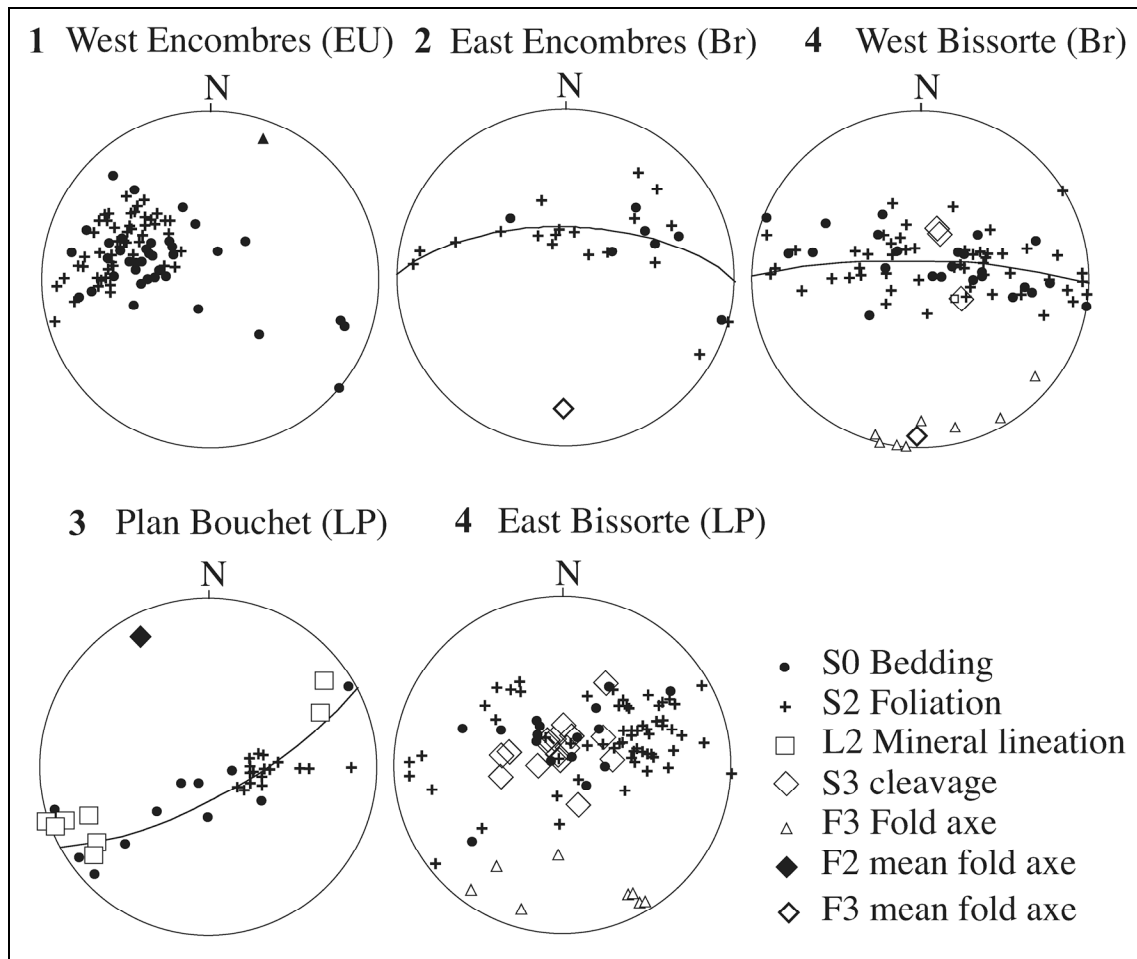 1 West Encombres (EU)
2 East Encombres (Br)
4 West Bissorte (Br)
N
N
N
3 Plan Bouchet (LP)
4 East Bissorte (LP)
N
N
S0 Bedding
S2 Foliation
L2 Mineral lineation
S3 cleavage
F3 Fold axe
F2 mean fold axe
F3 mean fold axe